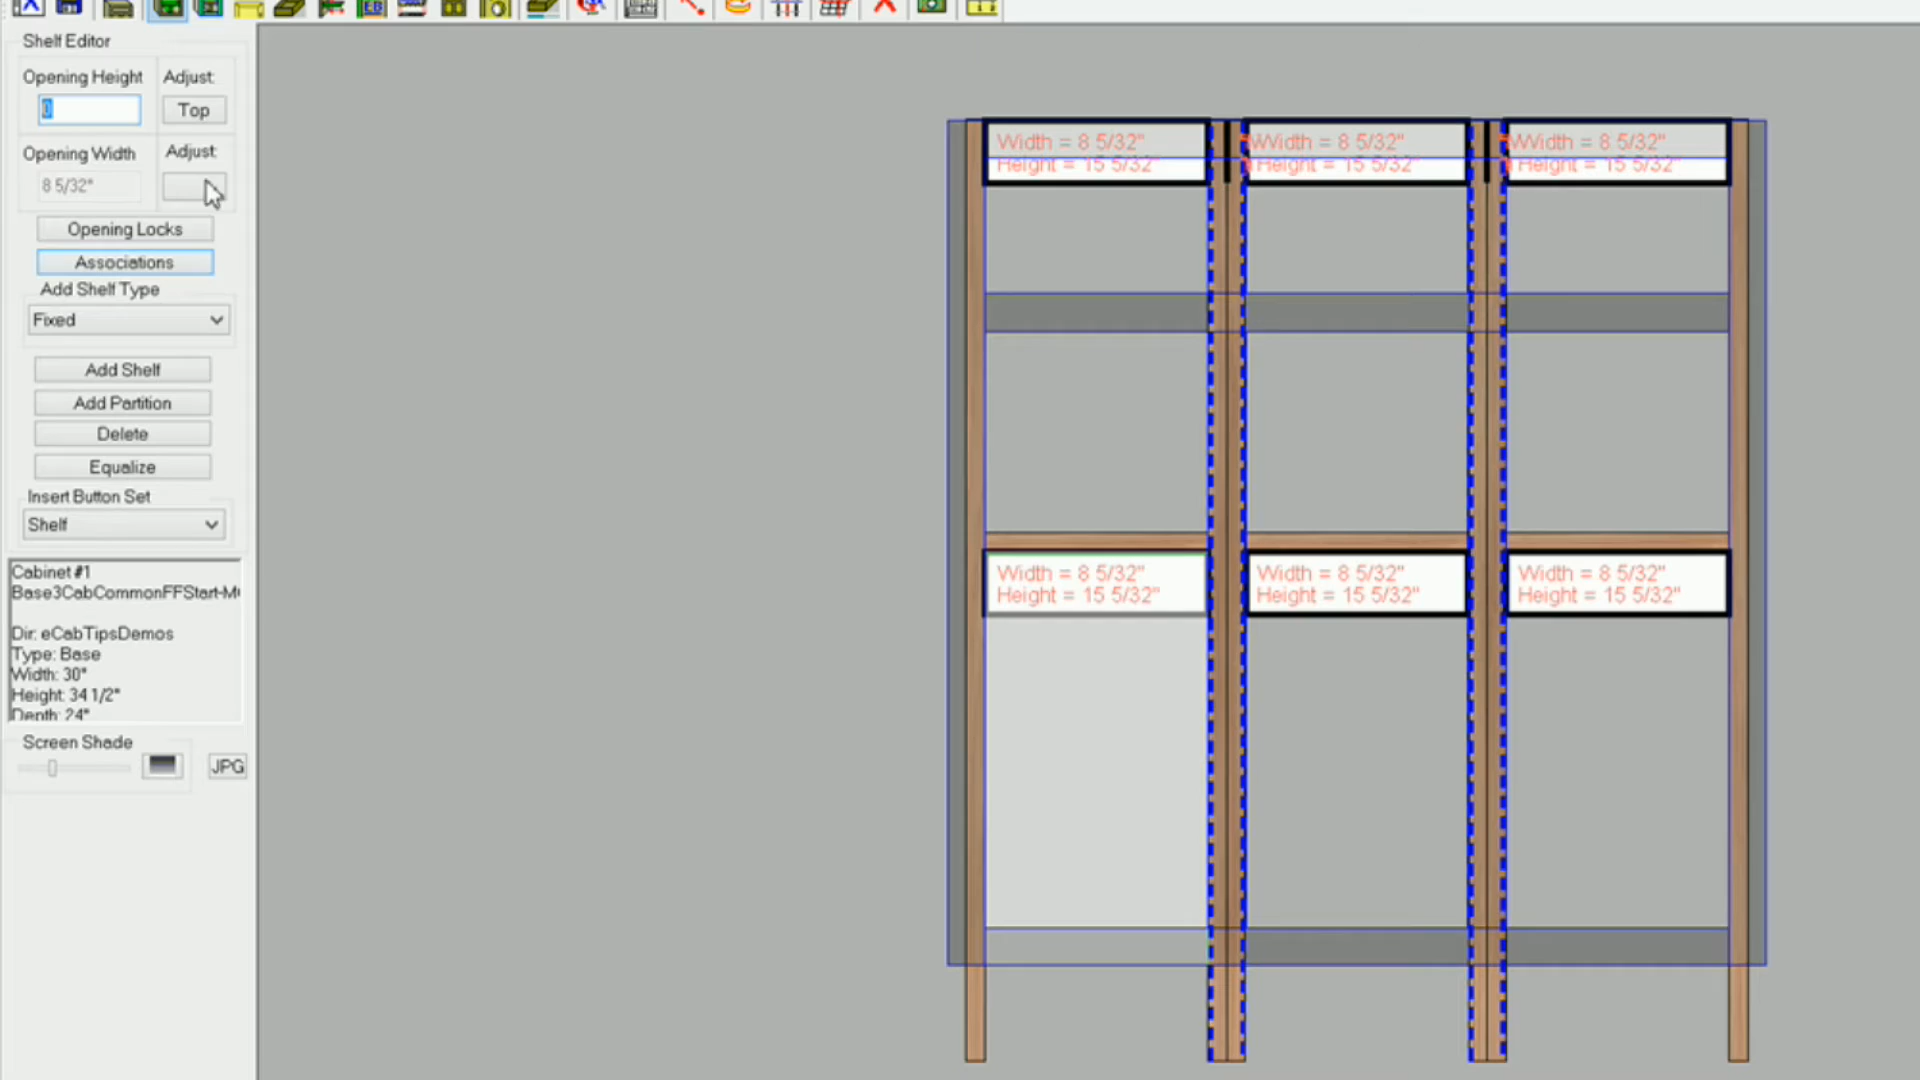 Shelf Editor
Opening Height
Adjust:
0
Top
Opening Width
Adjust:
8 5/32"
Opening Locks
Associations
Add Shelf Type
Fixed
Add Shelf
Add Partition
Delete
Equalize
Insert Button Set
Shelf
Cabinet #1
Base3CabCommonFFStart-M
Dir: eCabTipsDemos
Type: Base
Width: 30"
Height: 34 1/2"
Depth: 24"
Screen Shade
JPG
Width = 8 5/32"
Height = 15 5/32"
Width = 8 5/32"
Height = 15 5/32"
Width = 8 5/32"
Height = 15 5/32"
Width = 8 5/32"
Height = 15 5/32"
Width = 8 5/32"
Height = 15 5/32"
Width = 8 5/32"
Height = 15 5/32"